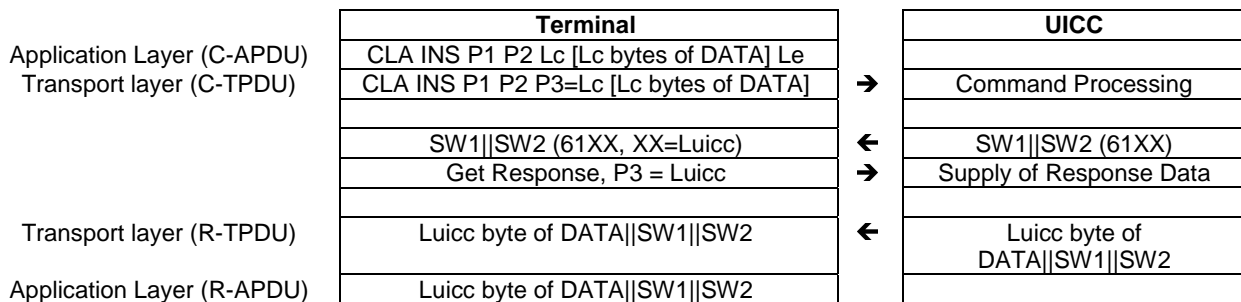 Terminal UICC
Application Layer (C-APDU) CLA INS P1 P2 Lc [Lc bytes of DATA] Le
Transport layer (C-TPDU) CLA INS P1 P2 P3=Lc [Lc bytes of DATA] → Command Processing
SW1||SW2 (61XX, XX=Luicc) ← SW1||SW2 (61XX)
Get Response, P3 = Luicc → Supply of Response Data
Transport layer (R-TPDU) Luicc byte of DATA||SW1||SW2 ← Luicc byte of
DATA||SW1||SW2
Application Layer (R-APDU) Luicc byte of DATA||SW1||SW2